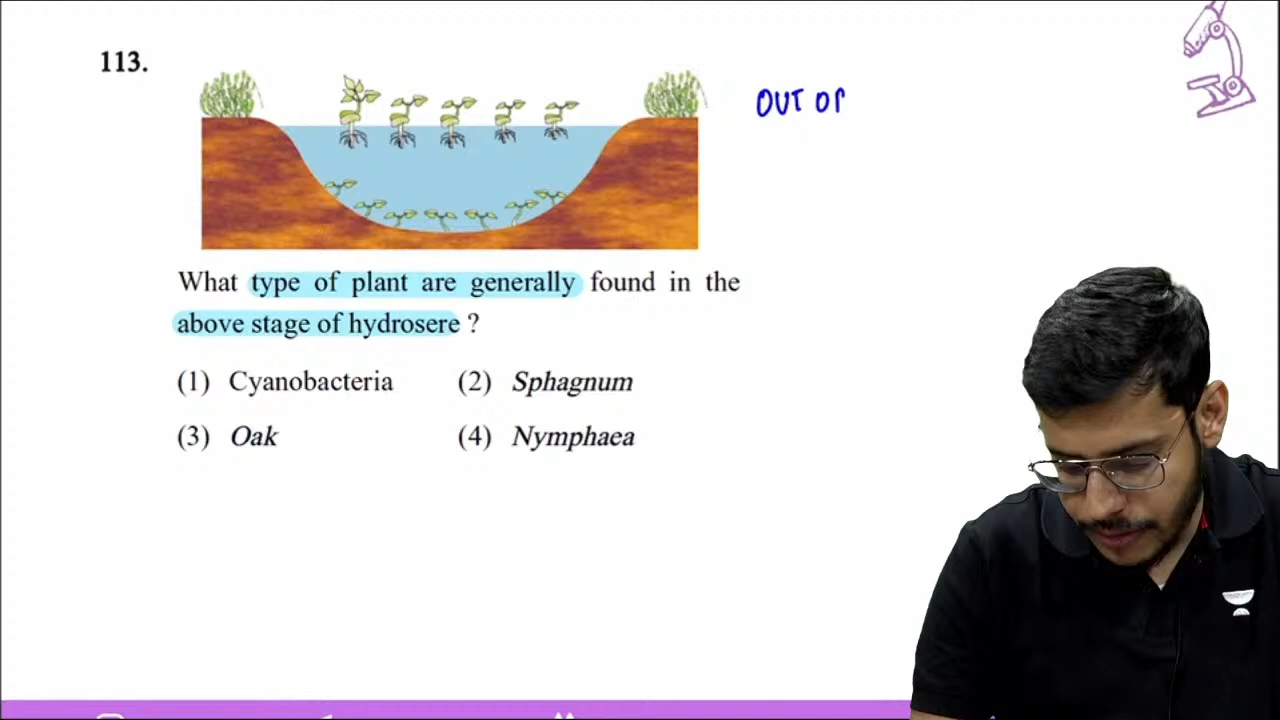 113.
OUT OF
What type of plant are generally found in the
above stage of hydrosere ?
(1) Cyanobacteria (2) Sphagnum
(3) Oak (4) Nymphaea